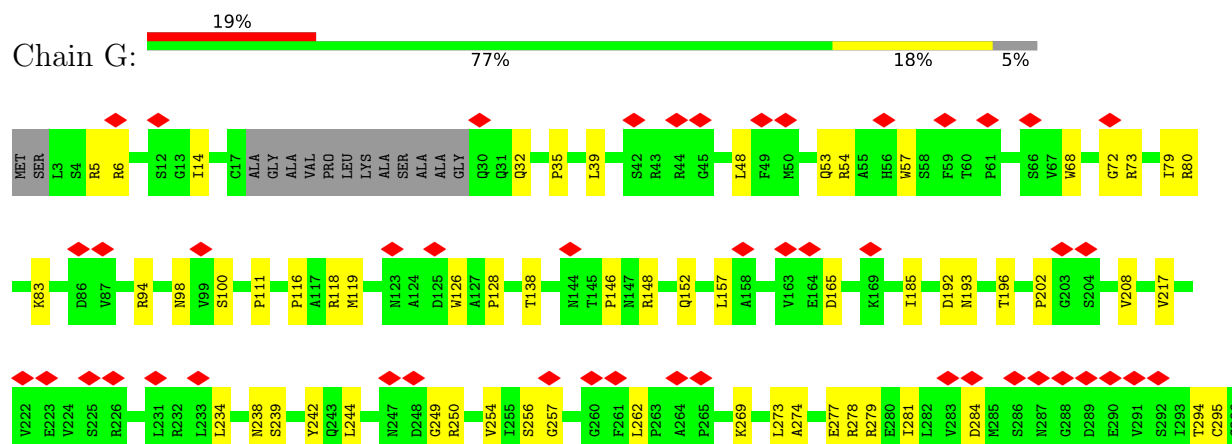 19%
Chain G:
77% 18% 5%
MET SER L3 S4 R5 R6 S12 G13 I14 C17 ALA GLY ALA ALA VAL PRO LEU LYS ALA SER ALA ALA GLY Q30 Q31 Q32 P35 L39 S42 R43 R44 G45 L48 F49 M50 Q53 R54 A55 H56 W57 S58 F59 T60 P61 S66 V67 W68 G72 R73 I79 R80
K83 D86 V87 R94 N98 V99 S100 P111 P116 A117 R118 M119 N123 A124 D125 W126 A127 P128 T138 N144 T145 P146 N147 R148 Q152 L157 A158 V163 E164 D165 K169 I185 D192 N193 T196 P202 G203 S204 V208 V217
V222 E223 V224 S225 R226 L231 R232 L233 L234 N238 S239 Y242 Q243 L244 N247 D248 G249 R250 V254 I255 S256 G257 G260 F261 L262 P263 A264 P265 K269 L273 A274 E277 R278 R279 E280 I281 L282 V283 D284 M285 S286 N287 G288 D289 E290 V291 S292 I293 T294 C295